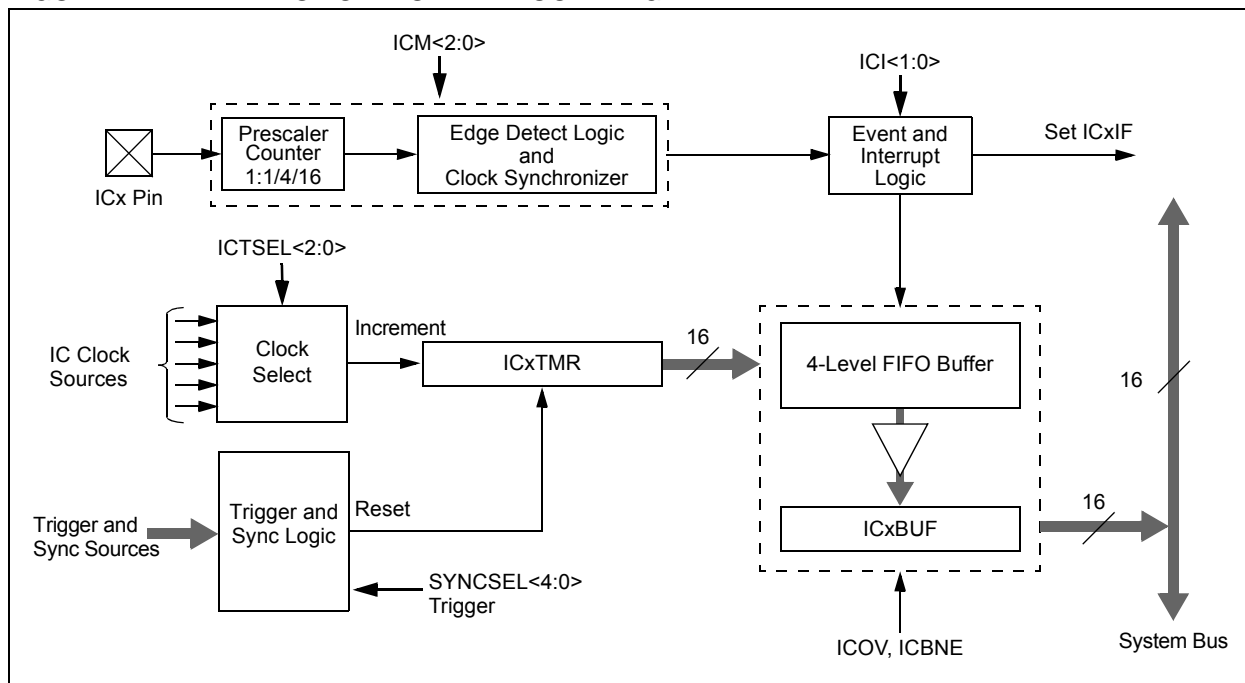 ICM<2:0>
ICI<1:0>
Prescaler
Counter
1:1/4/16
Edge Detect Logic
and
Clock Synchronizer
Event and
Interrupt
Logic
Set ICxIF
ICx Pin
ICTSEL<2:0>
IC Clock
Sources
Clock
Select
Increment
ICxTMR
16
4-Level FIFO Buffer
16
Trigger and
Sync Sources
Trigger and
Sync Logic
Reset
ICxBUF
16
SYNCSEL<4:0>
Trigger
ICOV, ICBNE
System Bus